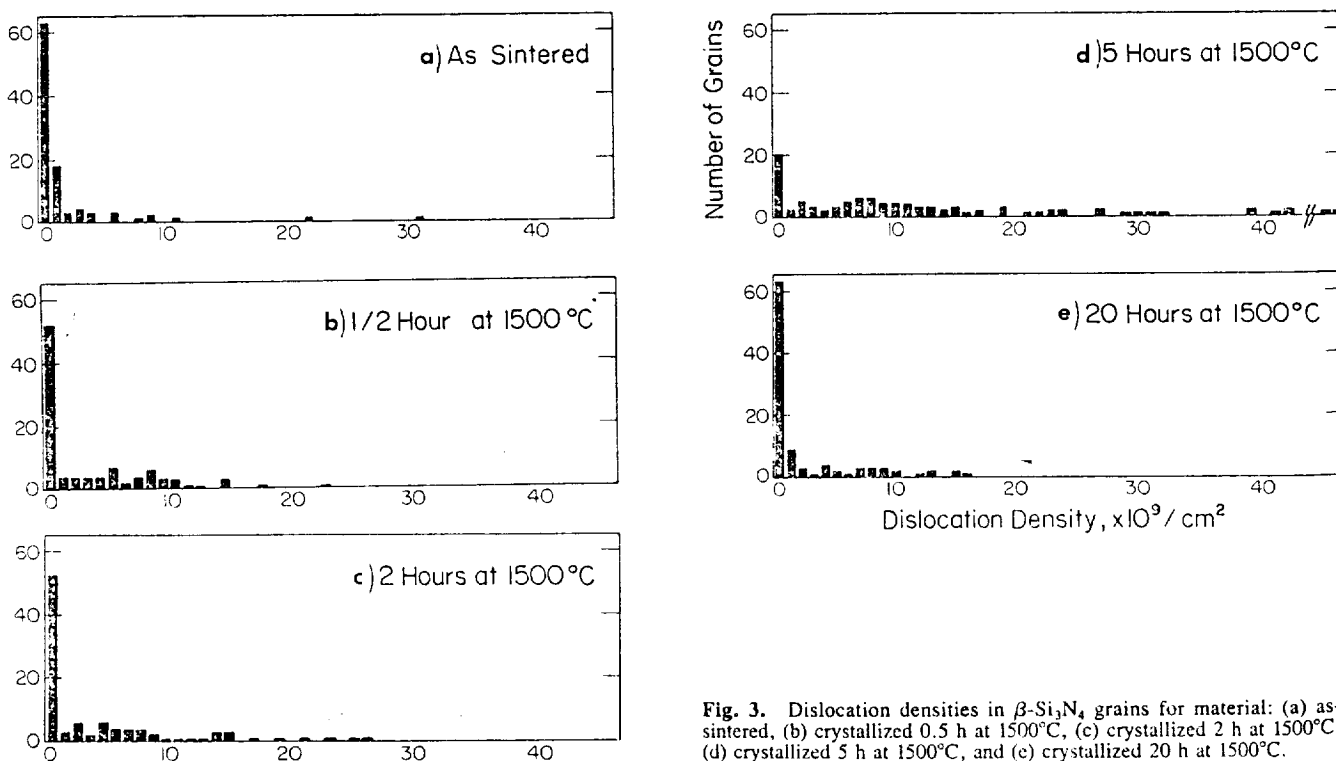 60
40
20
0
a) As Sintered
0 10 20 30 40
60
40
20
0
b) 1/2 Hour at 1500°C
0 10 20 30 40
60
40
20
0
c) 2 Hours at 1500°C
0 10 20 30 40
Number of Grains
60
40
20
0
d) 5 Hours at 1500°C
0 10 20 30 40
60
40
20
0
e) 20 Hours at 1500°C
0 10 20 30 40
Dislocation Density, x10⁹/cm²
Fig. 3. Dislocation densities in β-Si₃N₄ grains for material: (a) as-
sintered, (b) crystallized 0.5 h at 1500°C, (c) crystallized 2 h at 1500°C
(d) crystallized 5 h at 1500°C, and (e) crystallized 20 h at 1500°C.